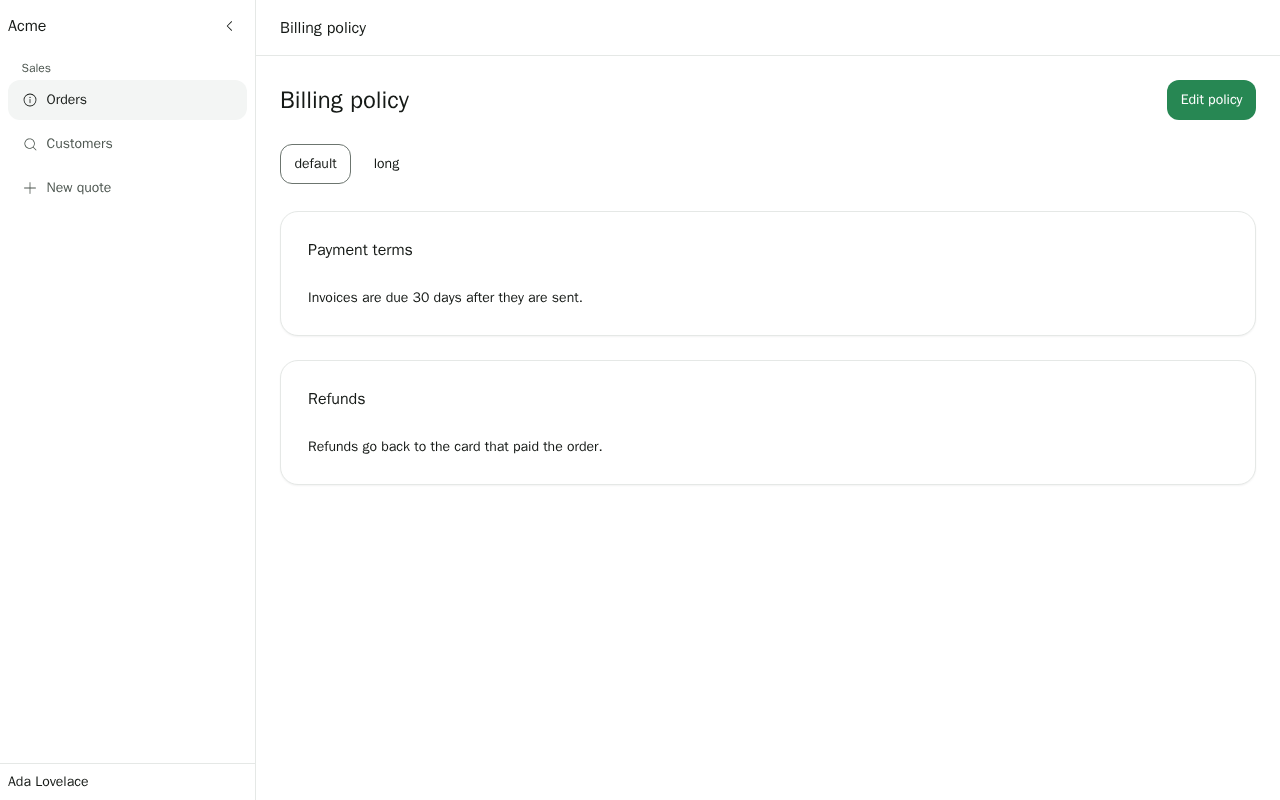 Acme
Sales
Orders
Customers
New quote
Ada Lovelace
Billing policy
Billing policy
Edit policy
default
long
Payment terms
Invoices are due 30 days after they are sent.
Refunds
Refunds go back to the card that paid the order.